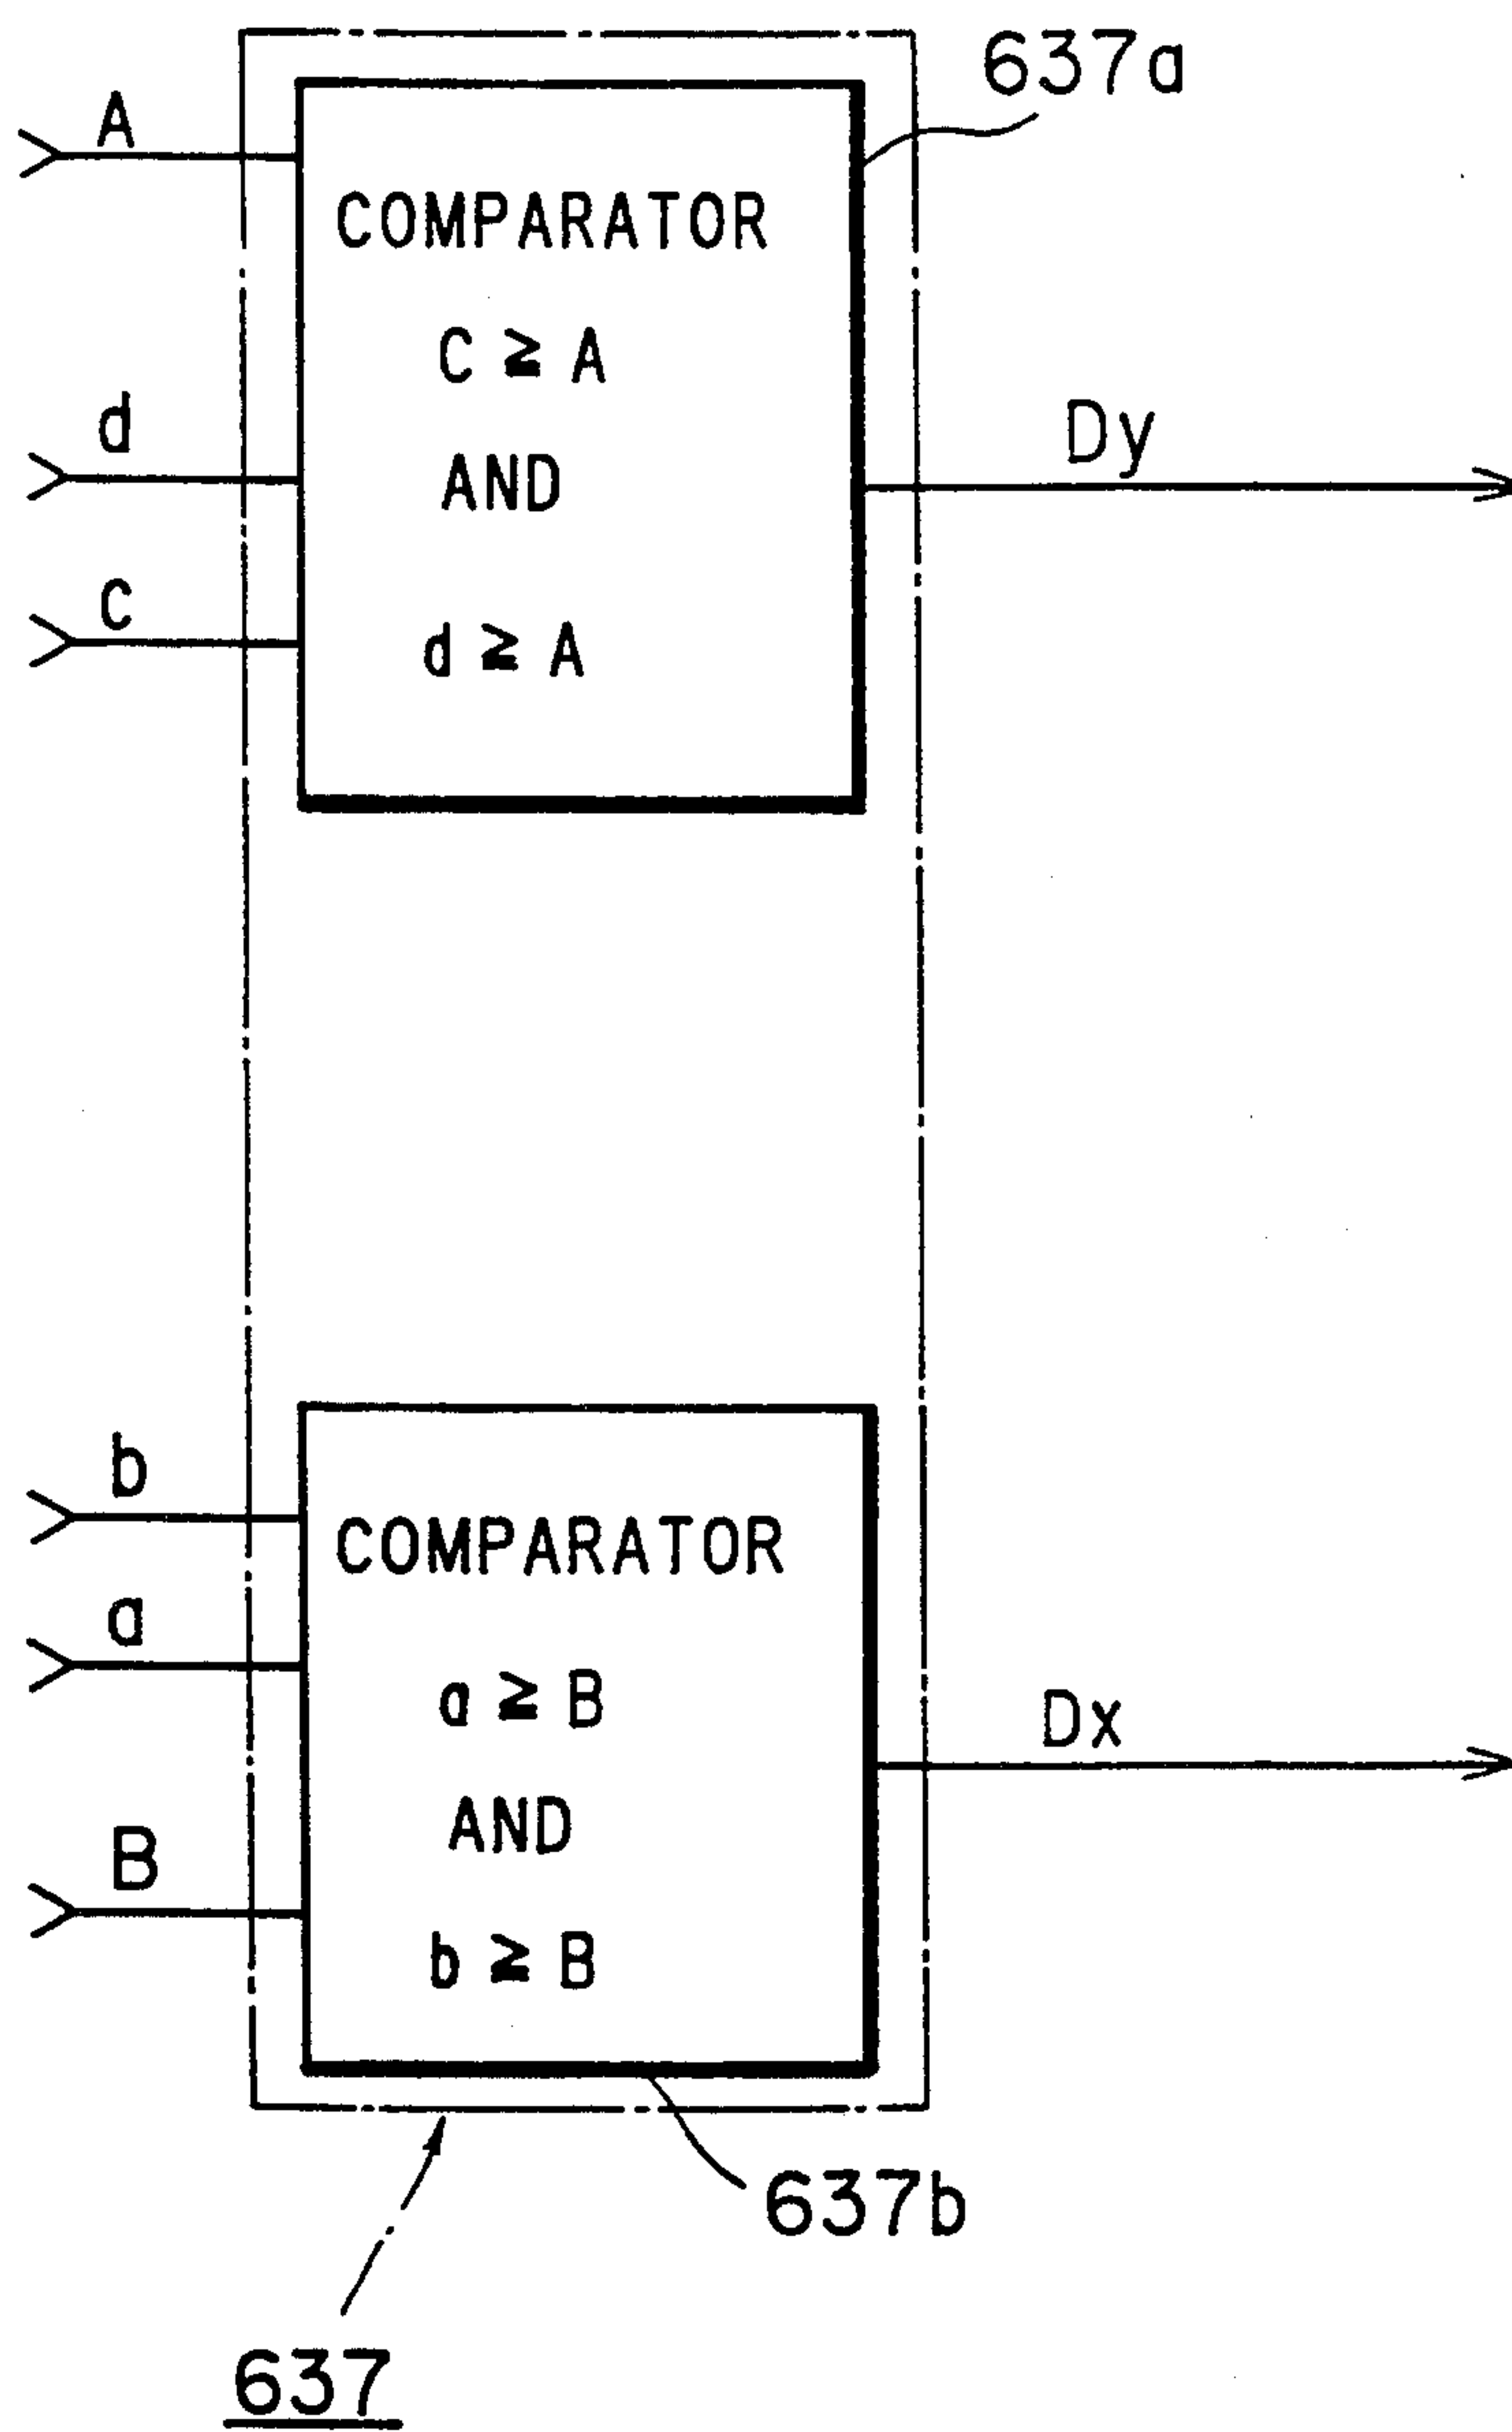 637a
A
COMPARATOR
C ≧ A
d
AND
Dy
C
d ≧ A
b
COMPARATOR
a
a ≧ B
Dx
AND
B
b ≧ B
637b
637